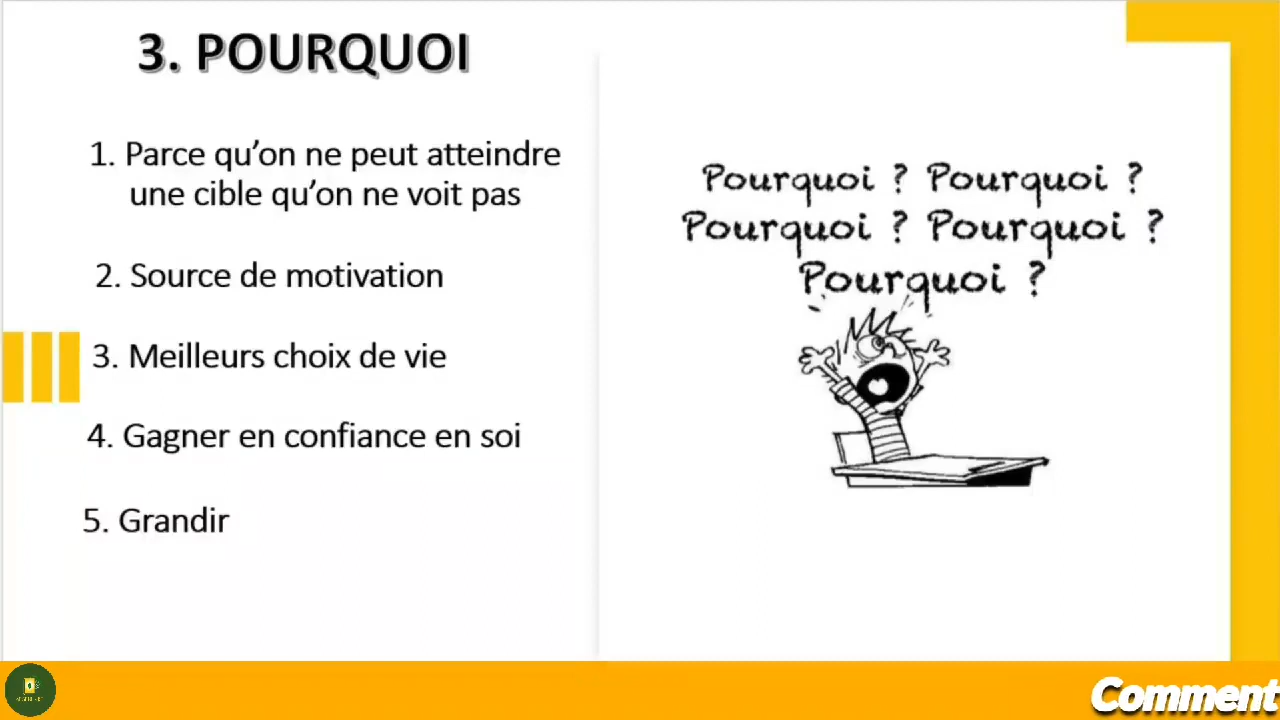 3. POURQUOI
1. Parce qu’on ne peut atteindre
une cible qu’on ne voit pas
2. Source de motivation
3. Meilleurs choix de vie
4. Gagner en confiance en soi
5. Grandir
Pourquoi ? Pourquoi ?
Pourquoi ? Pourquoi ?
Pourquoi ?
Comment